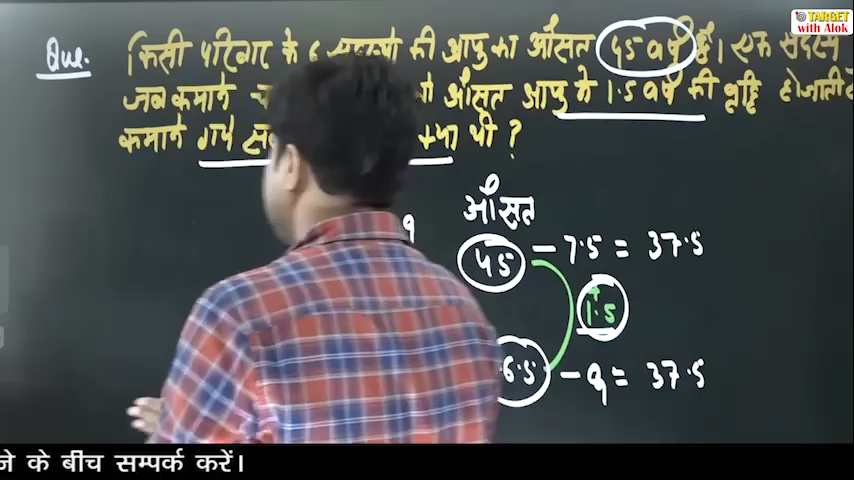 TARGET
with Alok
Que. किसी परिवार के 6 सदस्यों की आयु का औसत 45 वर्ष है। एक सदस्य
जब कमाने औसत आयु के 1.5 वर्ष की वृद्धि हो जाती
कमाने गये थी ?
औसत
9
45 - 7.5 = 37.5
+
1.5
6.5 - 9 = 37.5
ने के बीच सम्पर्क करें।